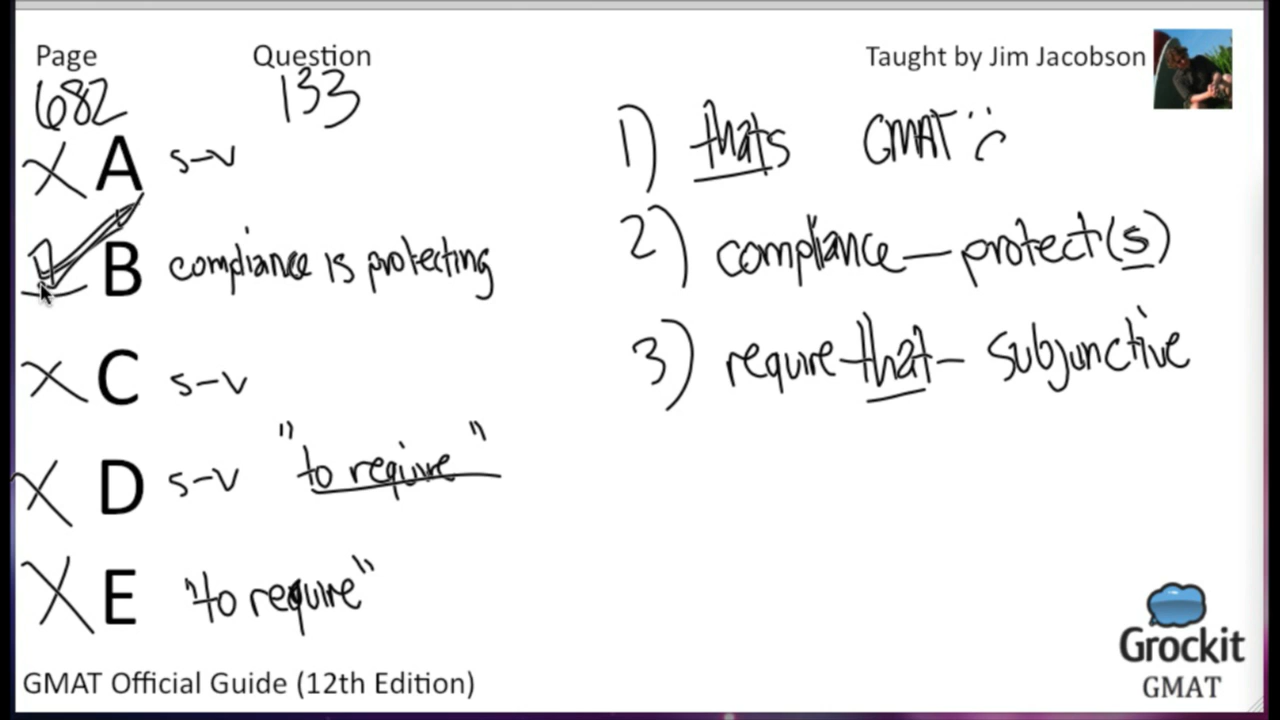 Page Question Taught by Jim Jacobson
682 133
X A s-v
B compliance is protecting
X C s-v
X D s-v "to reqiure"
X E "to require"
1) thats GMAT
2) compliance — protect(s)
3) require that - subjunctive
GMAT Official Guide (12th Edition)
Grockit
GMAT